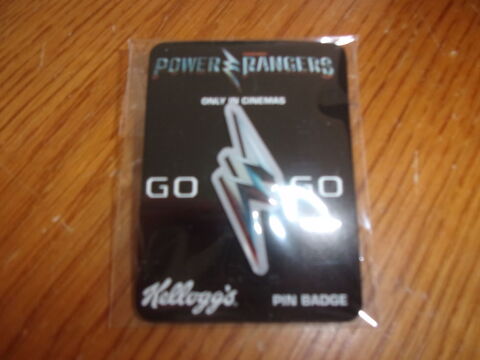 POWER RANGERS
ONLY IN CINEMAS
GO GO
Kellogg's PIN BADGE